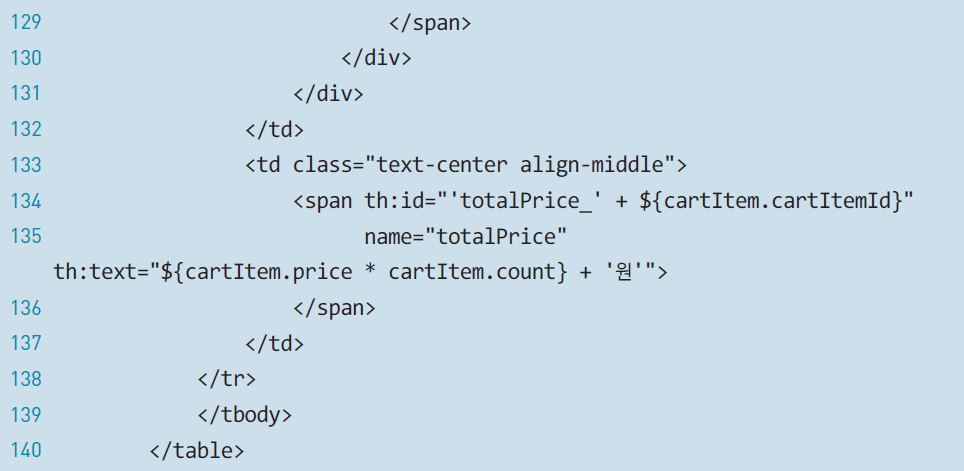 129                             </span>
130                         </div>
131                     </div>
132                 </td>
133                 <td class="text-center align-middle">
134                     <span th:id="'totalPrice_' + ${cartItem.cartItemId}"
135                           name="totalPrice"
th:text="${cartItem.price * cartItem.count} + '원'">
136                     </span>
137                 </td>
138             </tr>
139             </tbody>
140         </table>